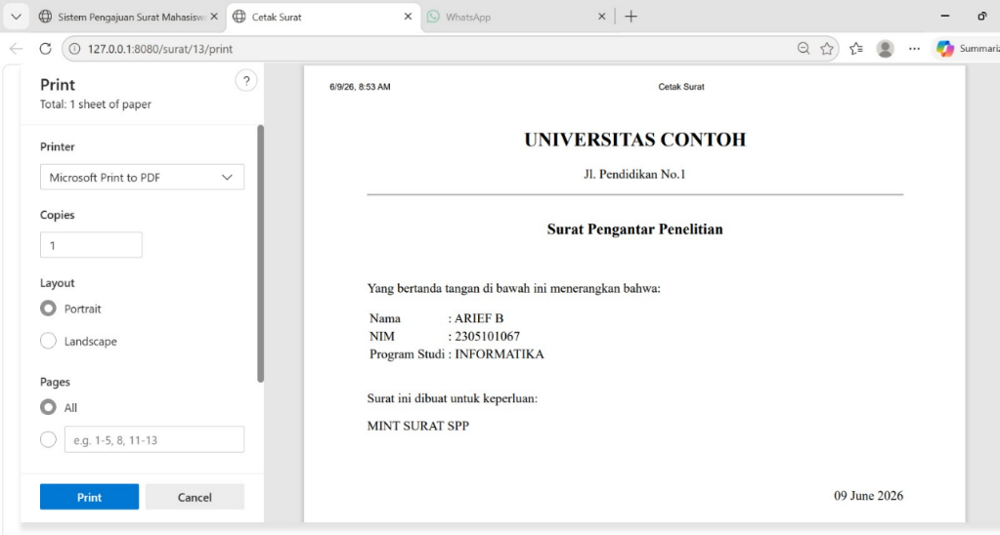 Sistem Pengajuan Surat Mahasisw
Cetak Surat
WhatsApp
127.0.0.1:8080/surat/13/print
Summariz
Print
?
Total: 1 sheet of paper
Printer
Microsoft Print to PDF
Copies
1
Layout
Portrait
Landscape
Pages
All
e.g. 1-5, 8, 11-13
Print
Cancel
6/9/26, 8:53 AM
Cetak Surat
UNIVERSITAS CONTOH
Jl. Pendidikan No.1
Surat Pengantar Penelitian
Yang bertanda tangan di bawah ini menerangkan bahwa:
Nama : ARIEF B
NIM : 2305101067
Program Studi : INFORMATIKA
Surat ini dibuat untuk keperluan:
MINT SURAT SPP
09 June 2026